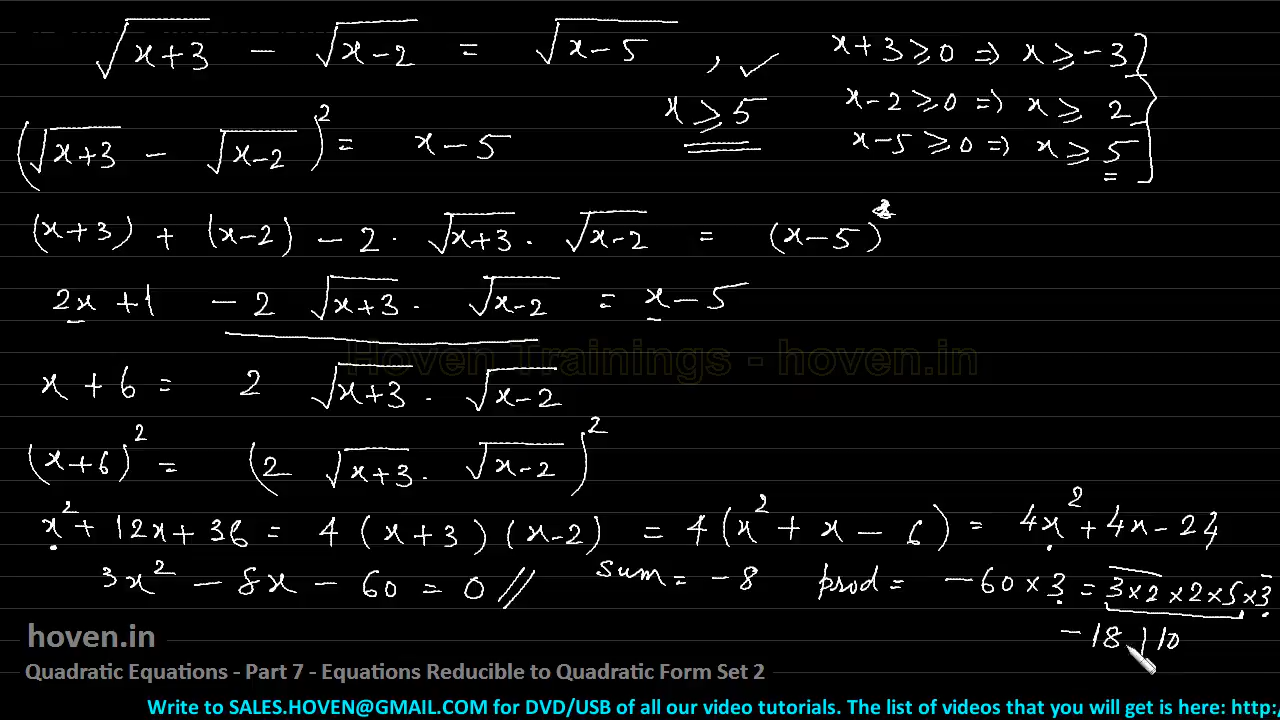 √(x+3) − √(x−2) = √(x−5) , ✓ x+3 ≥ 0 ⇒ x ≥ −3
x ≥ 5 x−2 ≥ 0 ⇒ x ≥ 2
(√(x+3) − √(x−2))² = x−5 x−5 ≥ 0 ⇒ x ≥ 5
(x+3) + (x−2) − 2· √(x+3) · √(x−2) = (x−5)
2x +1 − 2 √(x+3) · √(x−2) = x−5
Hoven Trainings - hoven.in
x + 6 = 2 √(x+3) · √(x−2)
(x+6)² = (2 √(x+3) · √(x−2))²
x² + 12x + 36 = 4 (x+3) (x−2) = 4(x² + x − 6) = 4x² + 4x − 24
3x² − 8x − 60 = 0 // sum = −8 prod = −60 × 3 = 3×2 × 2 × 5 × 3
−18, 10
hoven.in
Quadratic Equations - Part 7 - Equations Reducible to Quadratic Form Set 2
Write to SALES.HOVEN@GMAIL.COM for DVD/USB of all our video tutorials. The list of videos that you will get is here: http:/